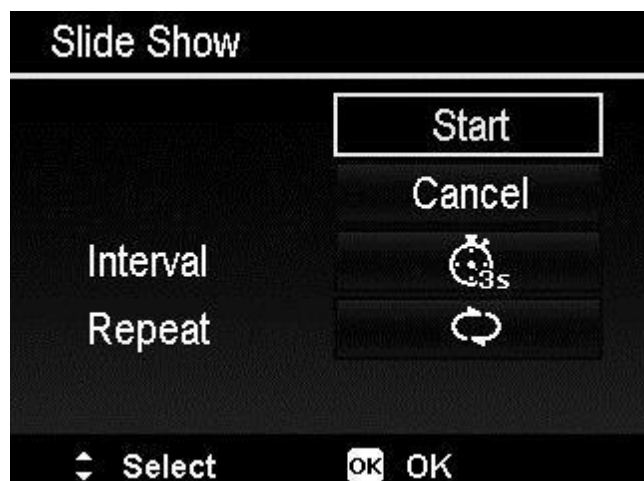 Slide Show
Start
Cancel
Interval 3s
Repeat
Select OK OK